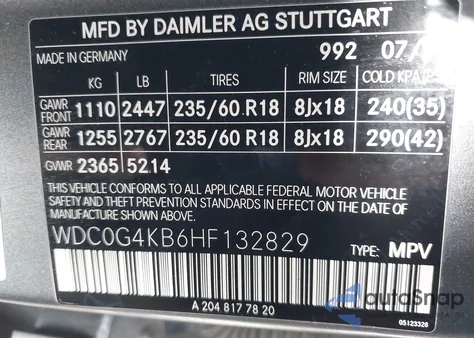 MFD BY DAIMLER AG STUTTGART
MADE IN GERMANY 992 07/
KG LB TIRES RIM SIZE COLD
GAWR FRONT 1110 2447 235/60 R18 8Jx18 240(35)
GAWR REAR 1255 2767 235/60 R18 8Jx18 290(42)
GVWR 2365 5214
THIS VEHICLE CONFORMS TO ALL APPLICABLE FEDERAL MOTOR VEHICLE
SAFETY AND THEFT PREVENTION STANDARDS IN EFFECT ON THE DATE OF
MANUFACTURE SHOWN ABOVE.
WDC0G4KB6HF132829 TYPE: MPV
A 204 817 78 20
autoSnap
05123328